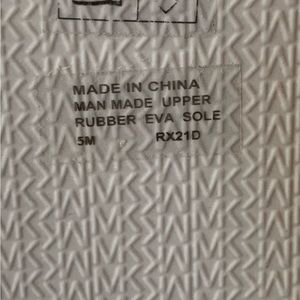 MADE IN CHINA
MAN MADE UPPER
RUBBER EVA SOLE
5M RX21D